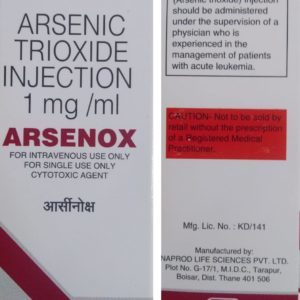 ARSENIC
TRIOXIDE
INJECTION
1 mg /ml
ARSENOX
FOR INTRAVENOUS USE ONLY
FOR SINGLE USE ONLY
CYTOTOXIC AGENT
आर्सीनोक्ष
(Arsenic trioxide) injection
should be administered
under the supervision of a
physician who is
experienced in the
management of patients
with acute leukemia.
CAUTION- Not to be sold by
retail without the prescription
of a Registered Medical
Practitioner.
Mfg. Lic. No. : KD/141
Manufactured by:
NAPROD LIFE SCIENCES PVT. LTD.
Plot No. G-17/1, M.I.D.C., Tarapur,
Boisar, Dist. Thane 401 506